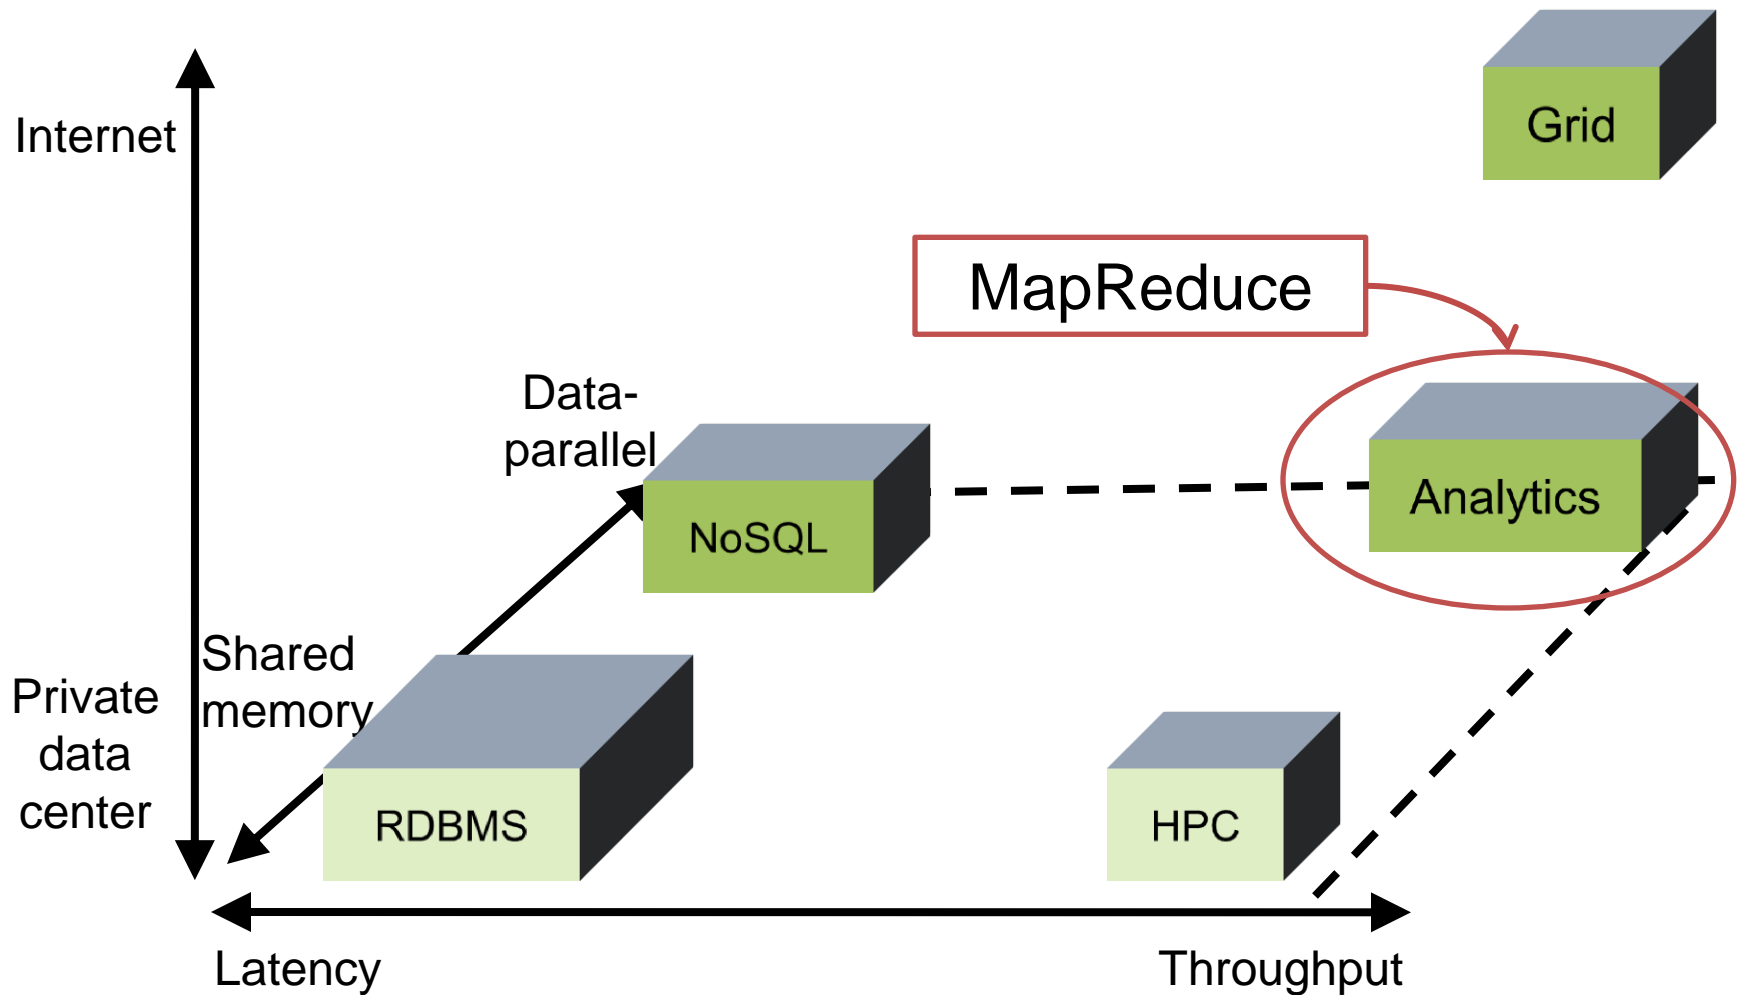 Grid
Internet
MapReduce
Data-
parallel
Analytics
NoSQL
Shared
memory
Private
data
center
RDBMS
HPC
Latency
Throughput